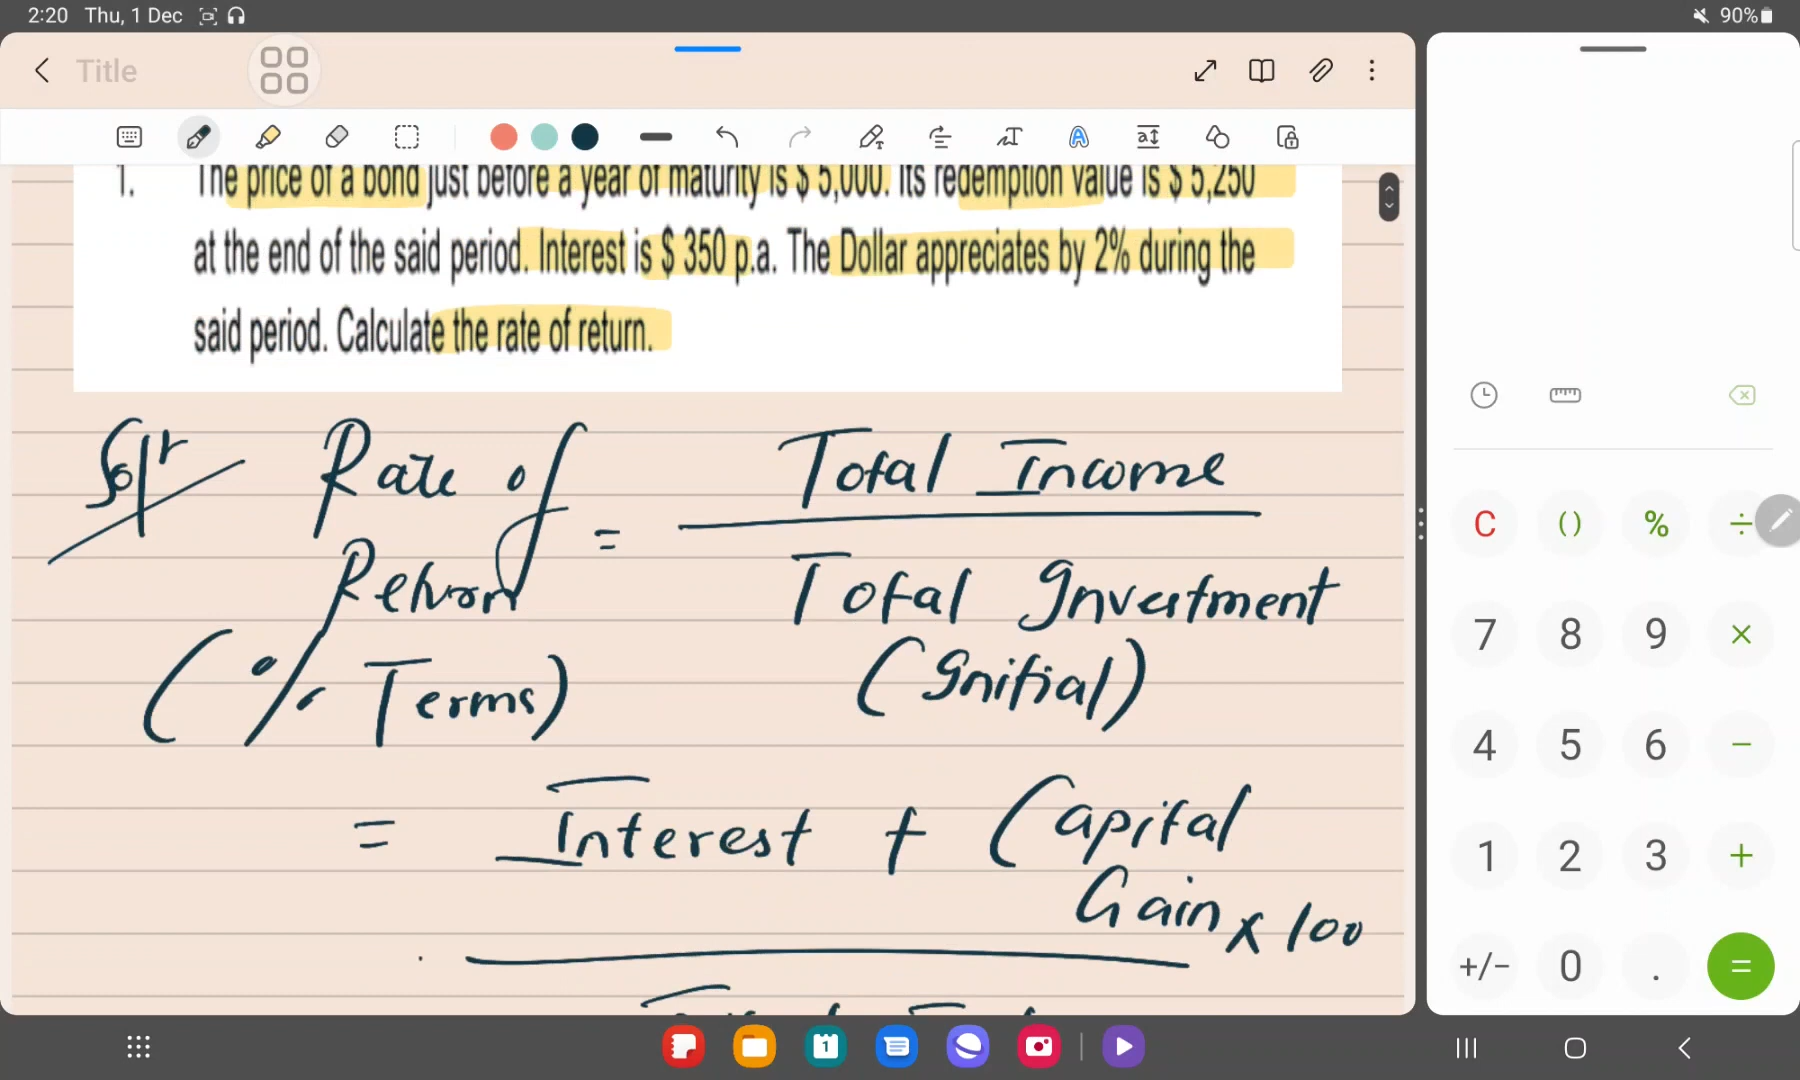 2:20 Thu, 1 Dec
90%
Title
1. The price of a bond just before a year of maturity is $ 5,000. Its redemption value is $ 5,250
at the end of the said period. Interest is $ 350 p.a. The Dollar appreciates by 2% during the
said period. Calculate the rate of return.
Soln Rate of Return = Total Income
Total Investment
(% Terms) (Initial)
= Interest + Capital
Gain x 100
C () % ÷
7 8 9 ×
4 5 6 −
1 2 3 +
+/− 0 . =
1